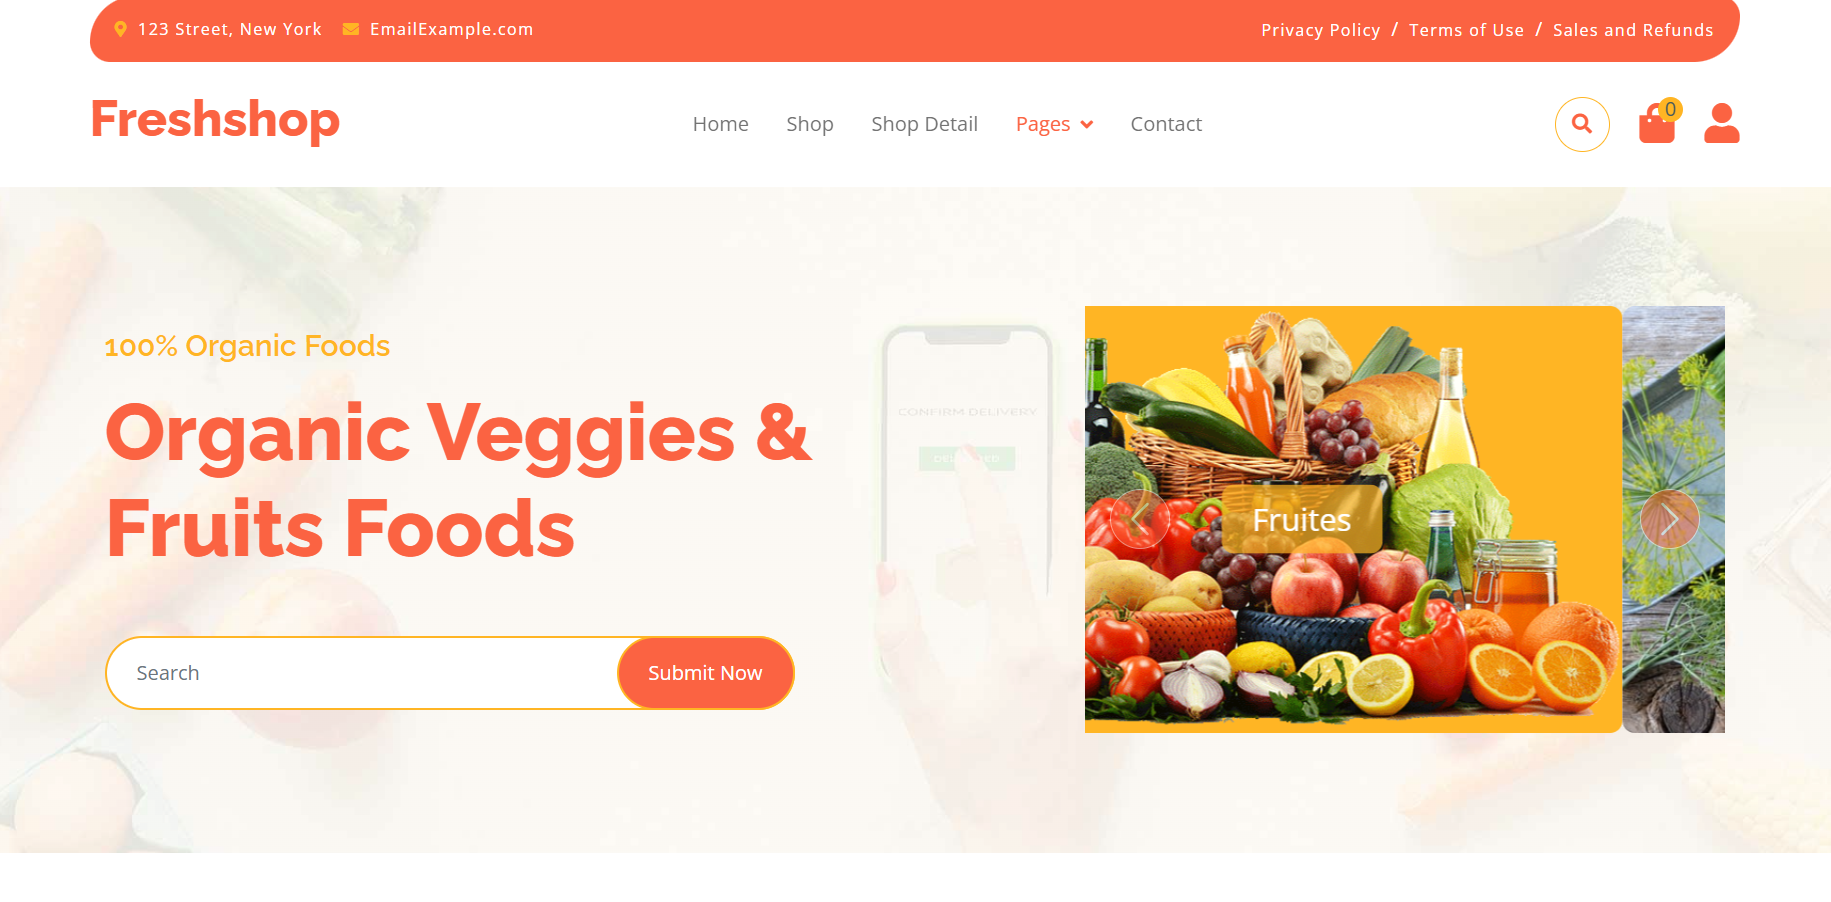 123 Street, New York EmailExample.com Privacy Policy / Terms of Use / Sales and Refunds
Freshshop Home Shop Shop Detail Pages Contact 0
100% Organic Foods
Organic Veggies &
Fruits Foods
Search Submit Now
CONFIRM DELIVERY
Fruites